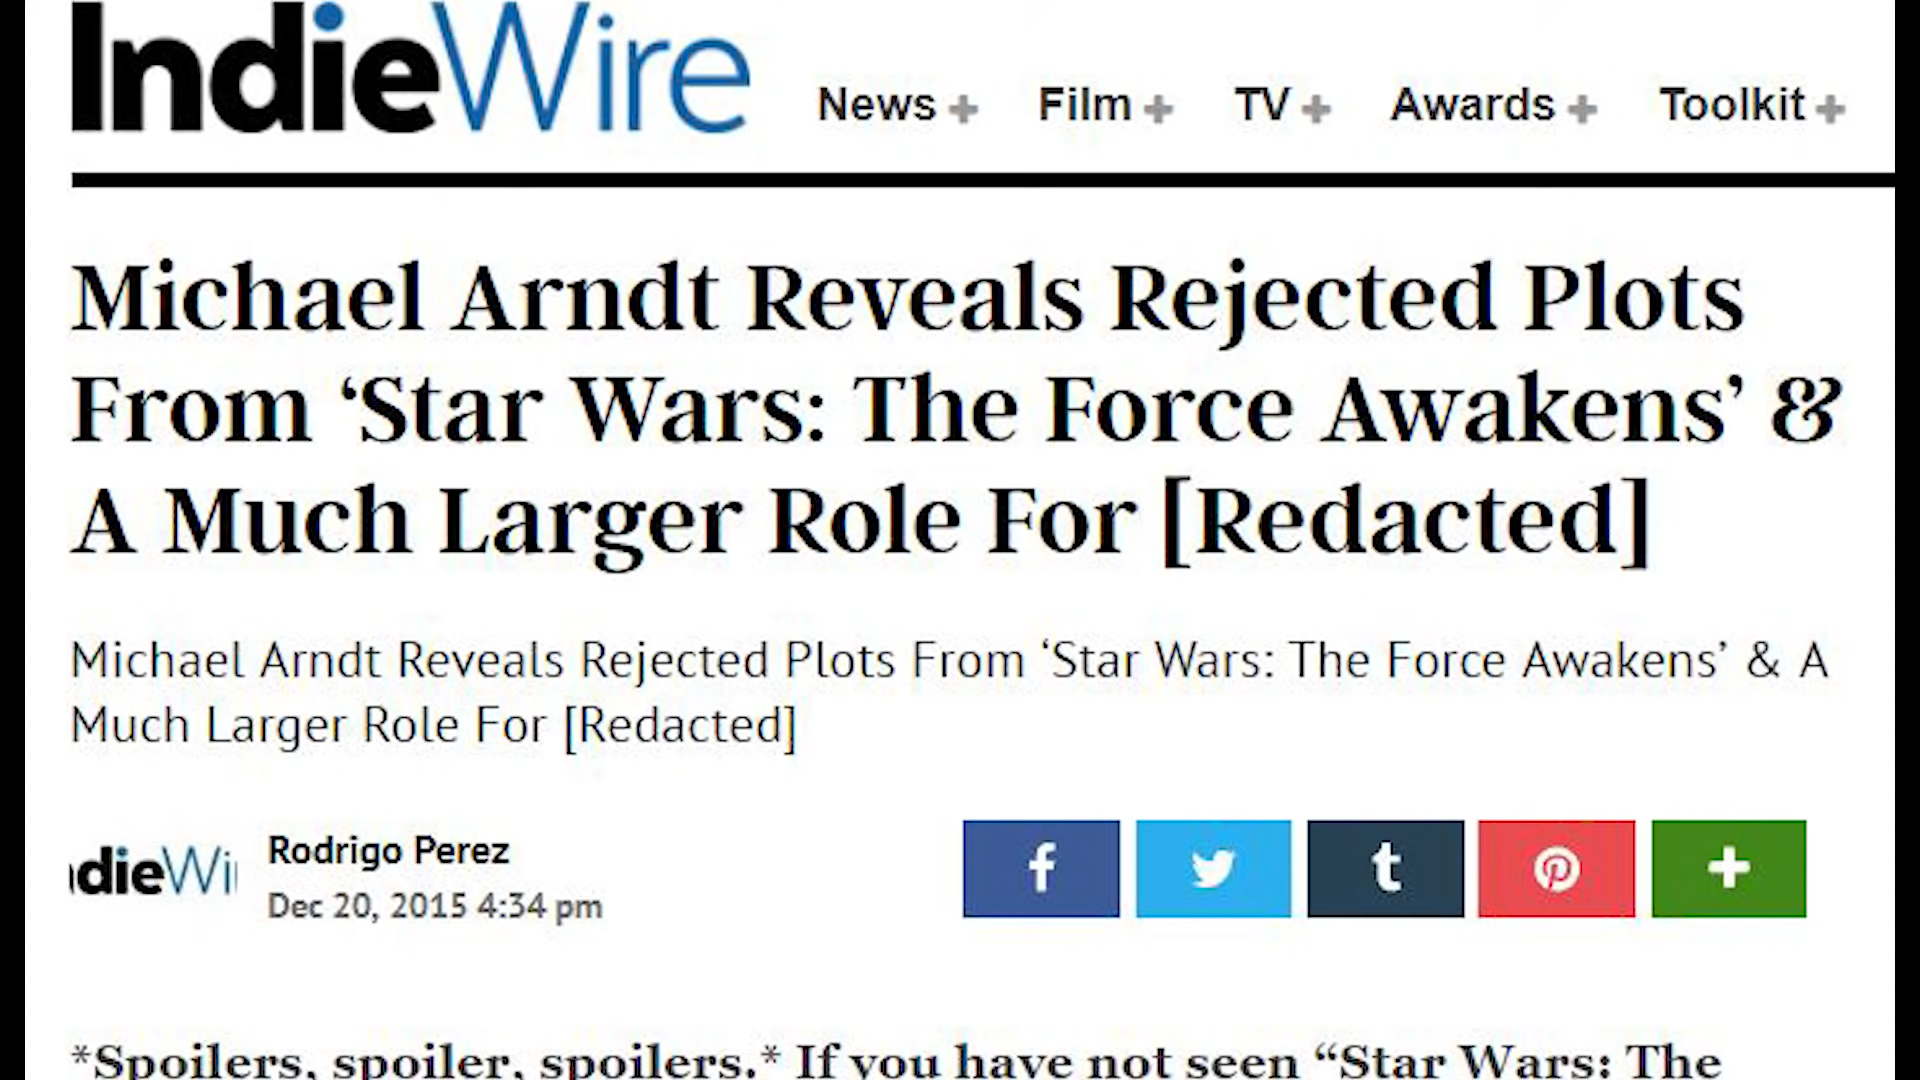 IndieWire
News + Film + TV + Awards + Toolkit +
Michael Arndt Reveals Rejected Plots
From ‘Star Wars: The Force Awakens’ &
A Much Larger Role For [Redacted]
Michael Arndt Reveals Rejected Plots From ‘Star Wars: The Force Awakens’ & A
Much Larger Role For [Redacted]
ndieWi
Rodrigo Perez
Dec 20, 2015 4:34 pm
f t +
*Spoilers, spoiler, spoilers.* If you have not seen “Star Wars: The